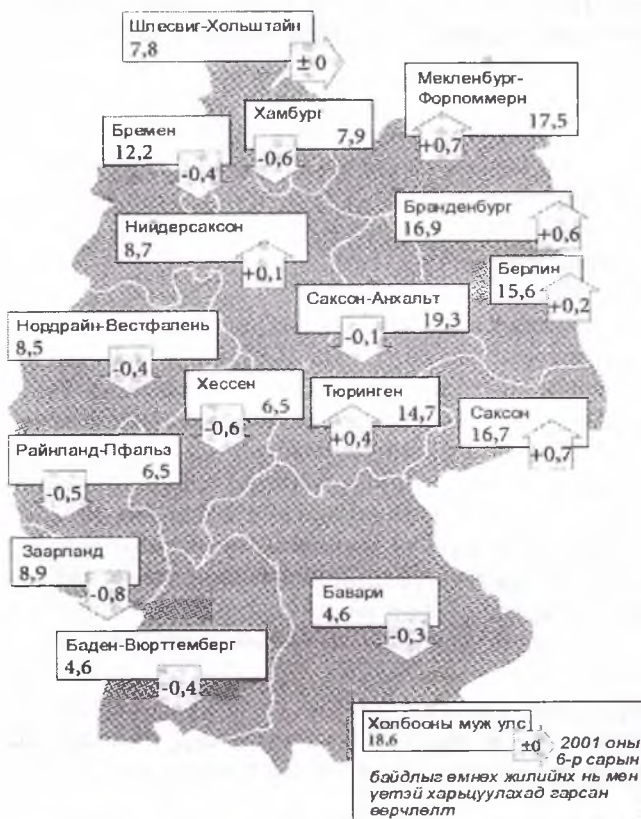 Шлесвиг-Хольштайн
7,8
±0
Мекленбург-
Форпоммерн
17,5
+0,7
Хамбург
7,9
-0,6
Бремен
12,2
-0,4
Бранденбург
16,9
+0,6
Нийдерсаксон
8,7
+0,1
Берлин
15,6
+0,2
Саксон-Анхальт
19,3
-0,1
Нордрайн-Вестфалень
8,5
-0,4
Хессен
6,5
-0,6
Тюринген
14,7
+0,4
Саксон
16,7
+0,7
Райнланд-Пфальз
6,5
-0,5
Заарланд
8,9
-0,8
Бавари
4,6
-0,3
Баден-Вюрттемберг
4,6
-0,4
Холбооны муж улс
18.6
±0
2001 оны
6-р сарын
байдлыг өмнөх жилийнх нь мөн
үетэй харьцуулахад гарсан
өөрчлөлт